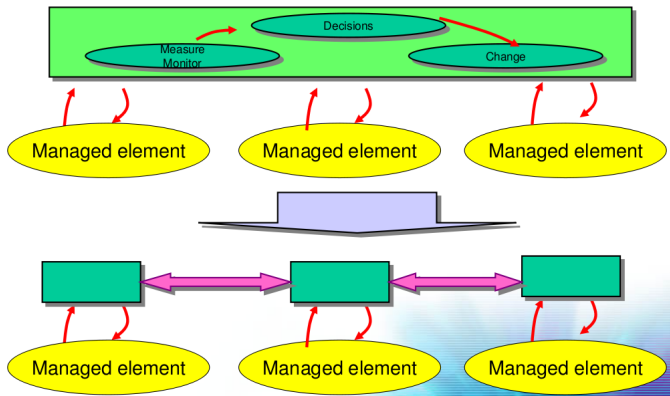 Decisions
Measure
Monitor
Change
Managed element
Managed element
Managed element
Managed element
Managed element
Managed element